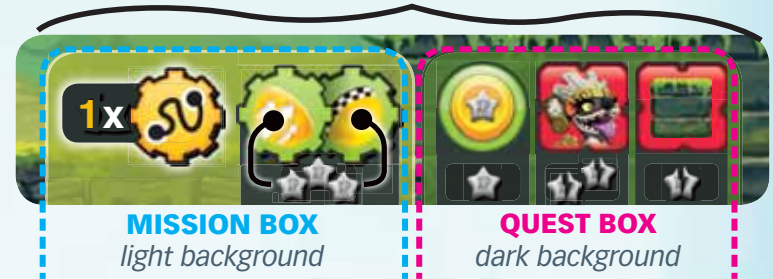 1x
MISSION BOX
light background
QUEST BOX
dark background